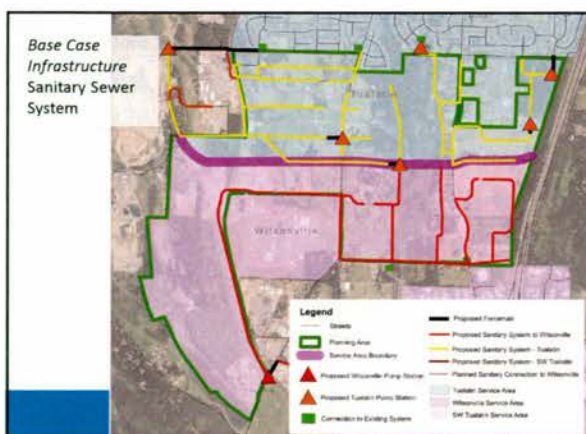 Base Case
Infrastructure
Sanitary Sewer
System
Tualatin
Wilsonville
Legend
Streets
Planning Area
Service Area Boundary
Proposed Wilsonville Pump Station
Proposed Tualatin Pump Station
Connection to Existing System
Proposed Forcemain
Proposed Sanitary System to Wilsonville
Proposed Sanitary System - Tualatin
Proposed Sanitary System - SW Tualatin
Planned Sanitary Connection to Wilsonville
Tualatin Service Area
Wilsonville Service Area
SW Tualatin Service Area